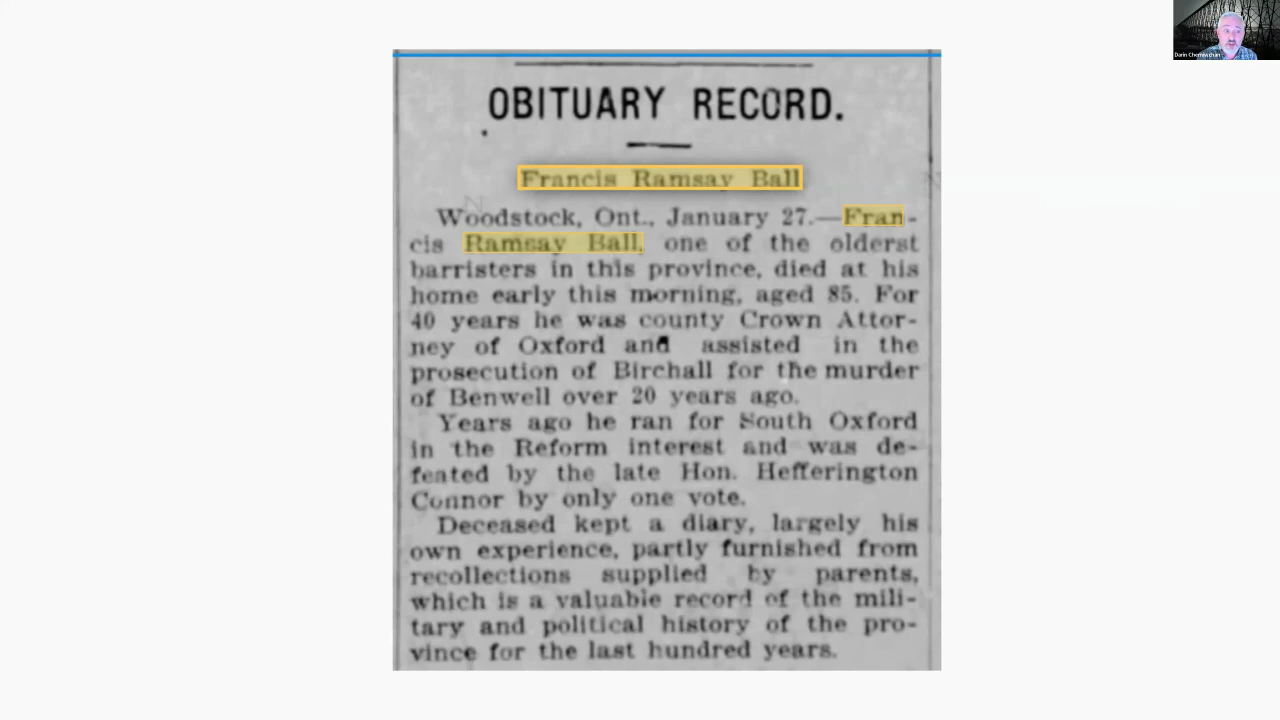 Darin Cherniwchan
OBITUARY RECORD.
Francis Ramsay Ball
Woodstock, Ont., January 27.—Fran-
cis Ramsay Ball, one of the olderst
barristers in this province, died at his
home early this morning, aged 85. For
40 years he was county Crown Attor-
ney of Oxford and assisted in the
prosecution of Birchall for the murder
of Benwell over 20 years ago.
Years ago he ran for South Oxford
in the Reform interest and was de-
feated by the late Hon. Hefferington
Connor by only one vote.
Deceased kept a diary, largely his
own experience, partly furnished from
recollections supplied by parents,
which is a valuable record of the mili-
tary and political history of the pro-
vince for the last hundred years.